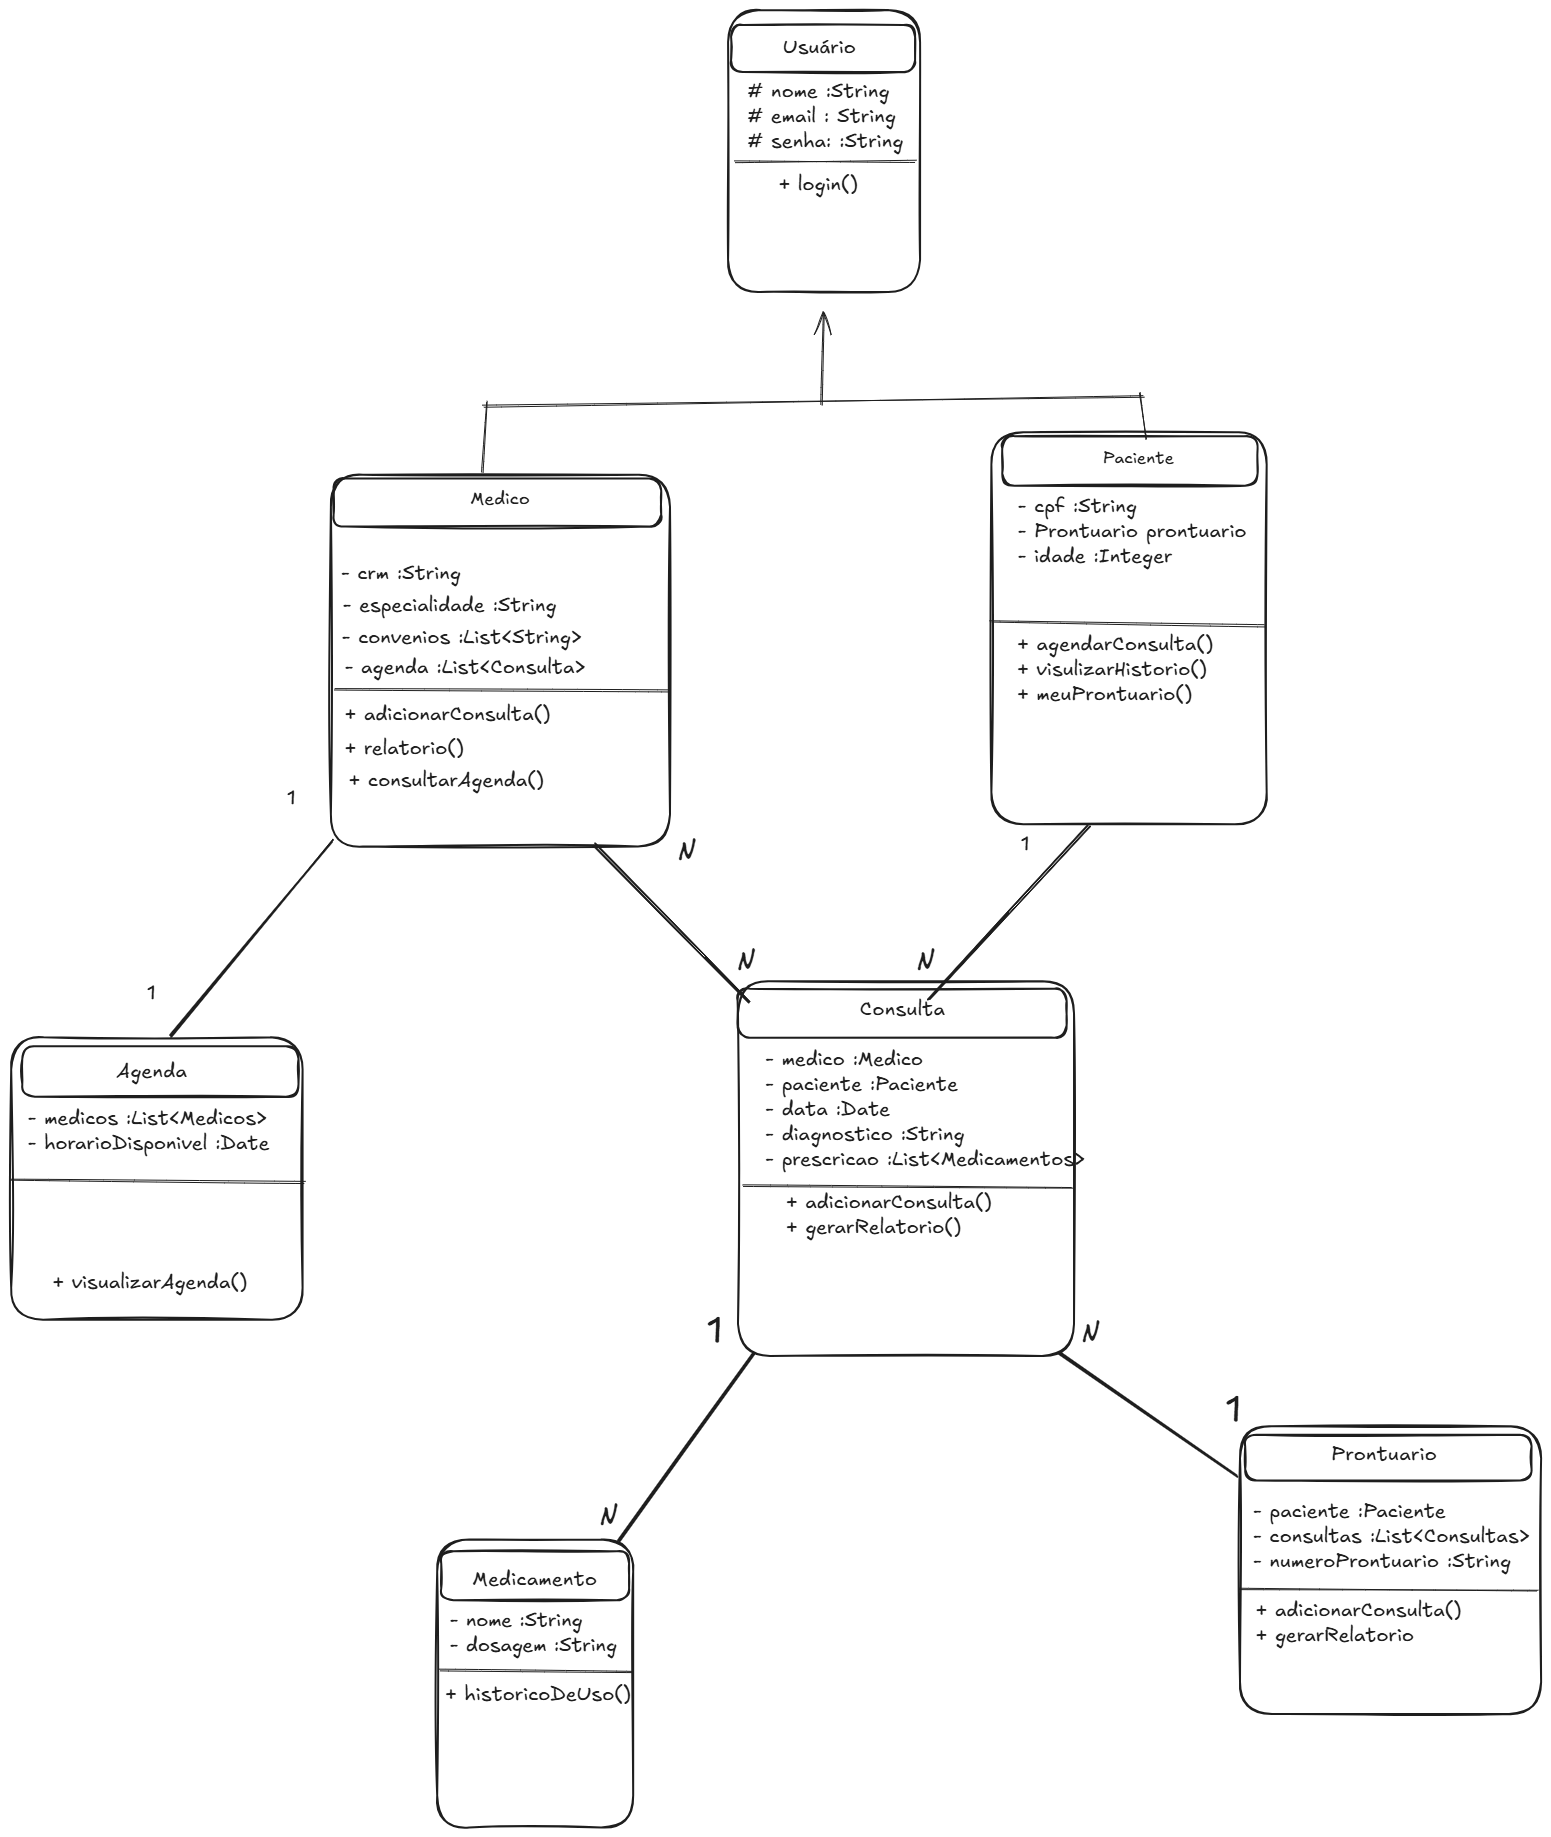 Usuário
# nome :String
# email : String
# senha: :String
+ login()
Medico
- crm :String
- especialidade :String
- convenios :List<String>
- agenda :List<Consulta>
+ adicionarConsulta()
+ relatorio()
+ consultarAgenda()
Paciente
- cpf :String
- Prontuario prontuario
- idade :Integer
+ agendarConsulta()
+ visulizarHistorio()
+ meuProntuario()
1
N
1
1
N
N
Agenda
- medicos :List<Medicos>
- horarioDisponivel :Date
+ visualizarAgenda()
Consulta
- medico :Medico
- paciente :Paciente
- data :Date
- diagnostico :String
- prescricao :List<Medicamentos>
+ adicionarConsulta()
+ gerarRelatorio()
1
N
N
1
Medicamento
- nome :String
- dosagem :String
+ historicoDeUso()
Prontuario
- paciente :Paciente
- consultas :List<Consultas>
- numeroProntuario :String
+ adicionarConsulta()
+ gerarRelatorio